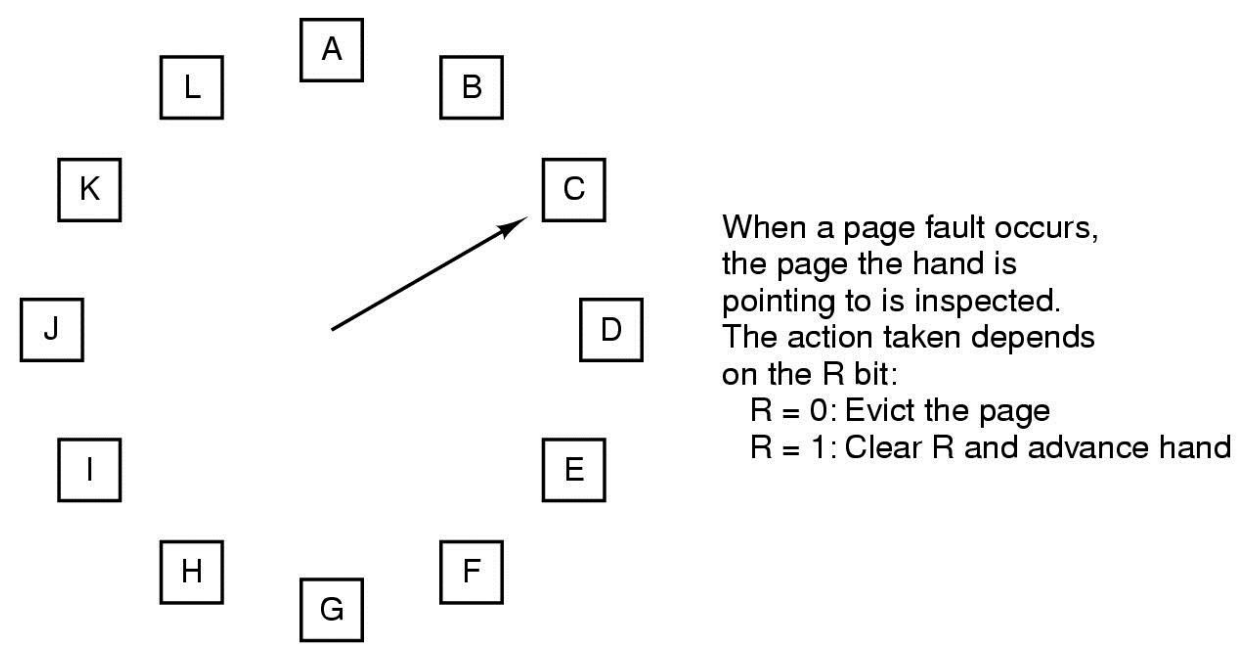 A
L
B
K
C
J
D
I
E
H
F
G
When a page fault occurs,
the page the hand is
pointing to is inspected.
The action taken depends
on the R bit:
R = 0: Evict the page
R = 1: Clear R and advance hand